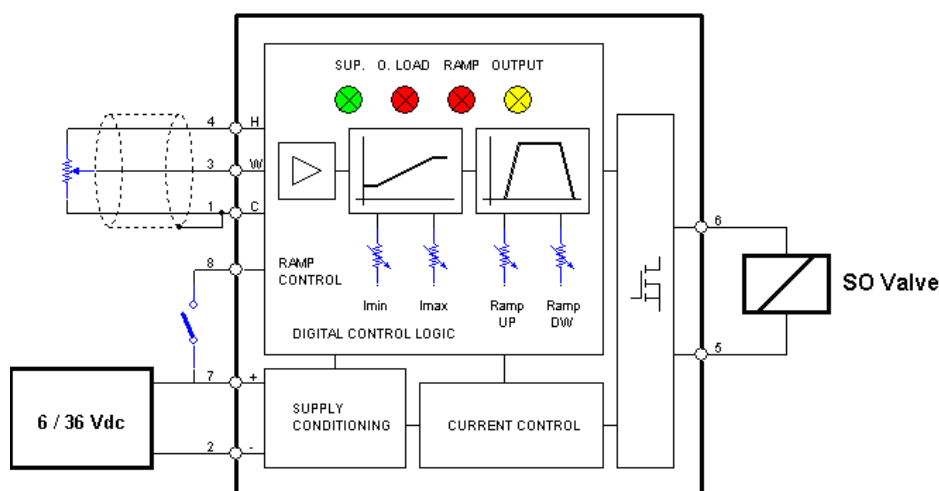 SUP. O. LOAD RAMP OUTPUT
4 H
3 W
1 C
8 RAMP
CONTROL
Imin Imax Ramp
UP Ramp
DW
DIGITAL CONTROL LOGIC
6
SO Valve
5
7 +
6 / 36 Vdc
2 -
SUPPLY
CONDITIONING
CURRENT CONTROL